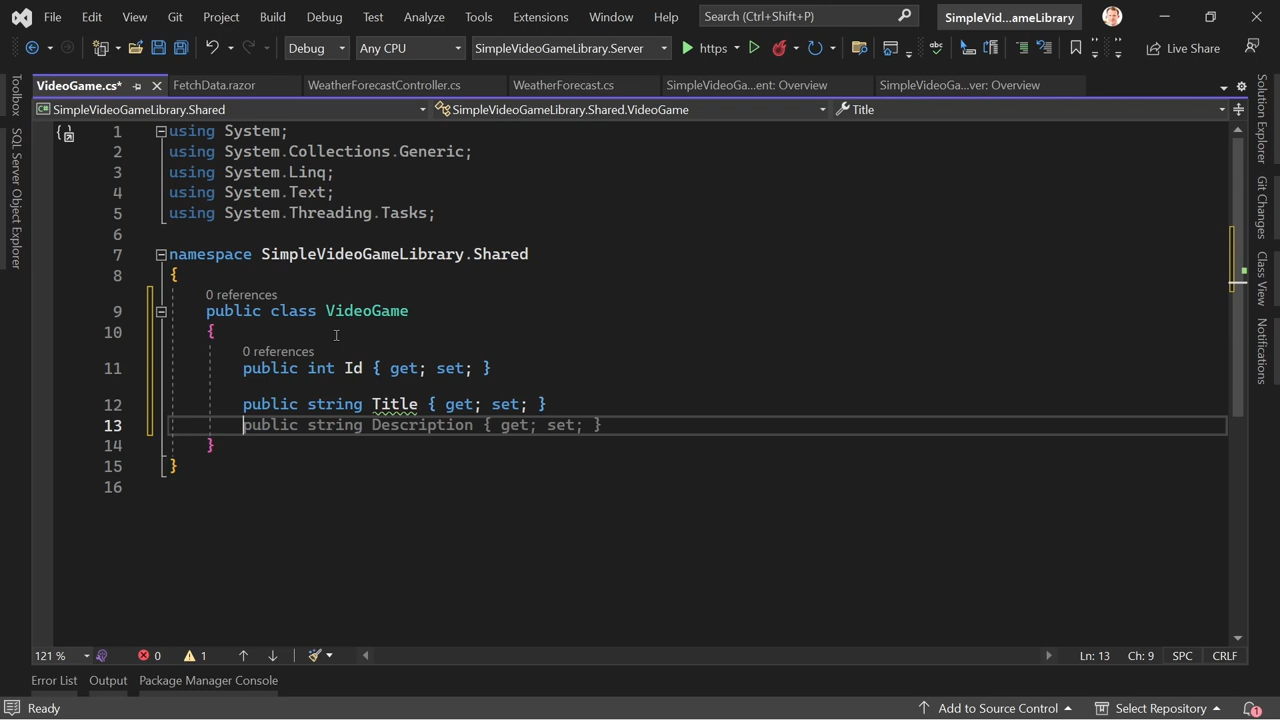 File Edit View Git Project Build Debug Test Analyze Tools Extensions Window Help Search (Ctrl+Shift+P) SimpleVid...ameLibrary
Debug Any CPU SimpleVideoGameLibrary.Server https Live Share
VideoGame.cs* FetchData.razor WeatherForecastController.cs WeatherForecast.cs SimpleVideoGa...ent: Overview SimpleVideoGa...ver: Overview
SimpleVideoGameLibrary.Shared SimpleVideoGameLibrary.Shared.VideoGame Title
Toolbox
SQL Server Object Explorer
1 using System;
2 using System.Collections.Generic;
3 using System.Linq;
4 using System.Text;
5 using System.Threading.Tasks;
6
7 namespace SimpleVideoGameLibrary.Shared
8 {
0 references
9 public class VideoGame
10 {
0 references
11 public int Id { get; set; }
12 public string Title { get; set; }
13 public string Description { get; set; }
14 }
15 }
16
Solution Explorer
Git Changes
Class View
Notifications
121 % 0 1 Ln: 13 Ch: 9 SPC CRLF
Error List Output Package Manager Console
Ready Add to Source Control Select Repository 1